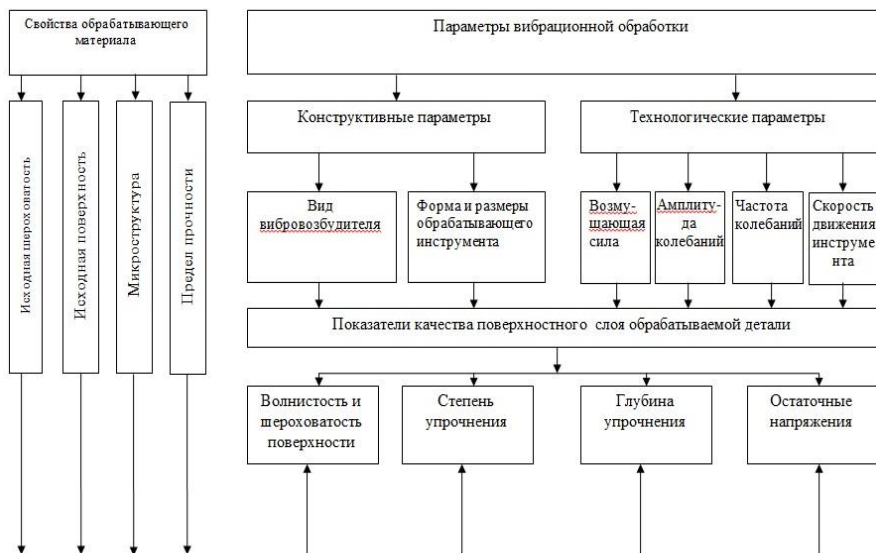 Свойства обрабатывающего
материала
Параметры вибрационной обработки
Исходная шероховатость
Исходная поверхность
Микроструктура
Предел прочности
Конструктивные параметры
Технологические параметры
Вид
вибровозбудителя
Форма и размеры
обрабатывающего
инструмента
Возму-
щающая
сила
Амплиту-
да
колебаний
Частота
колебаний
Скорость
движения
инструме
нта
Показатели качества поверхностного слоя обрабатываемой детали
Волнистость и
шероховатость
поверхности
Степень
упрочнения
Глубина
упрочнения
Остаточные
напряжения